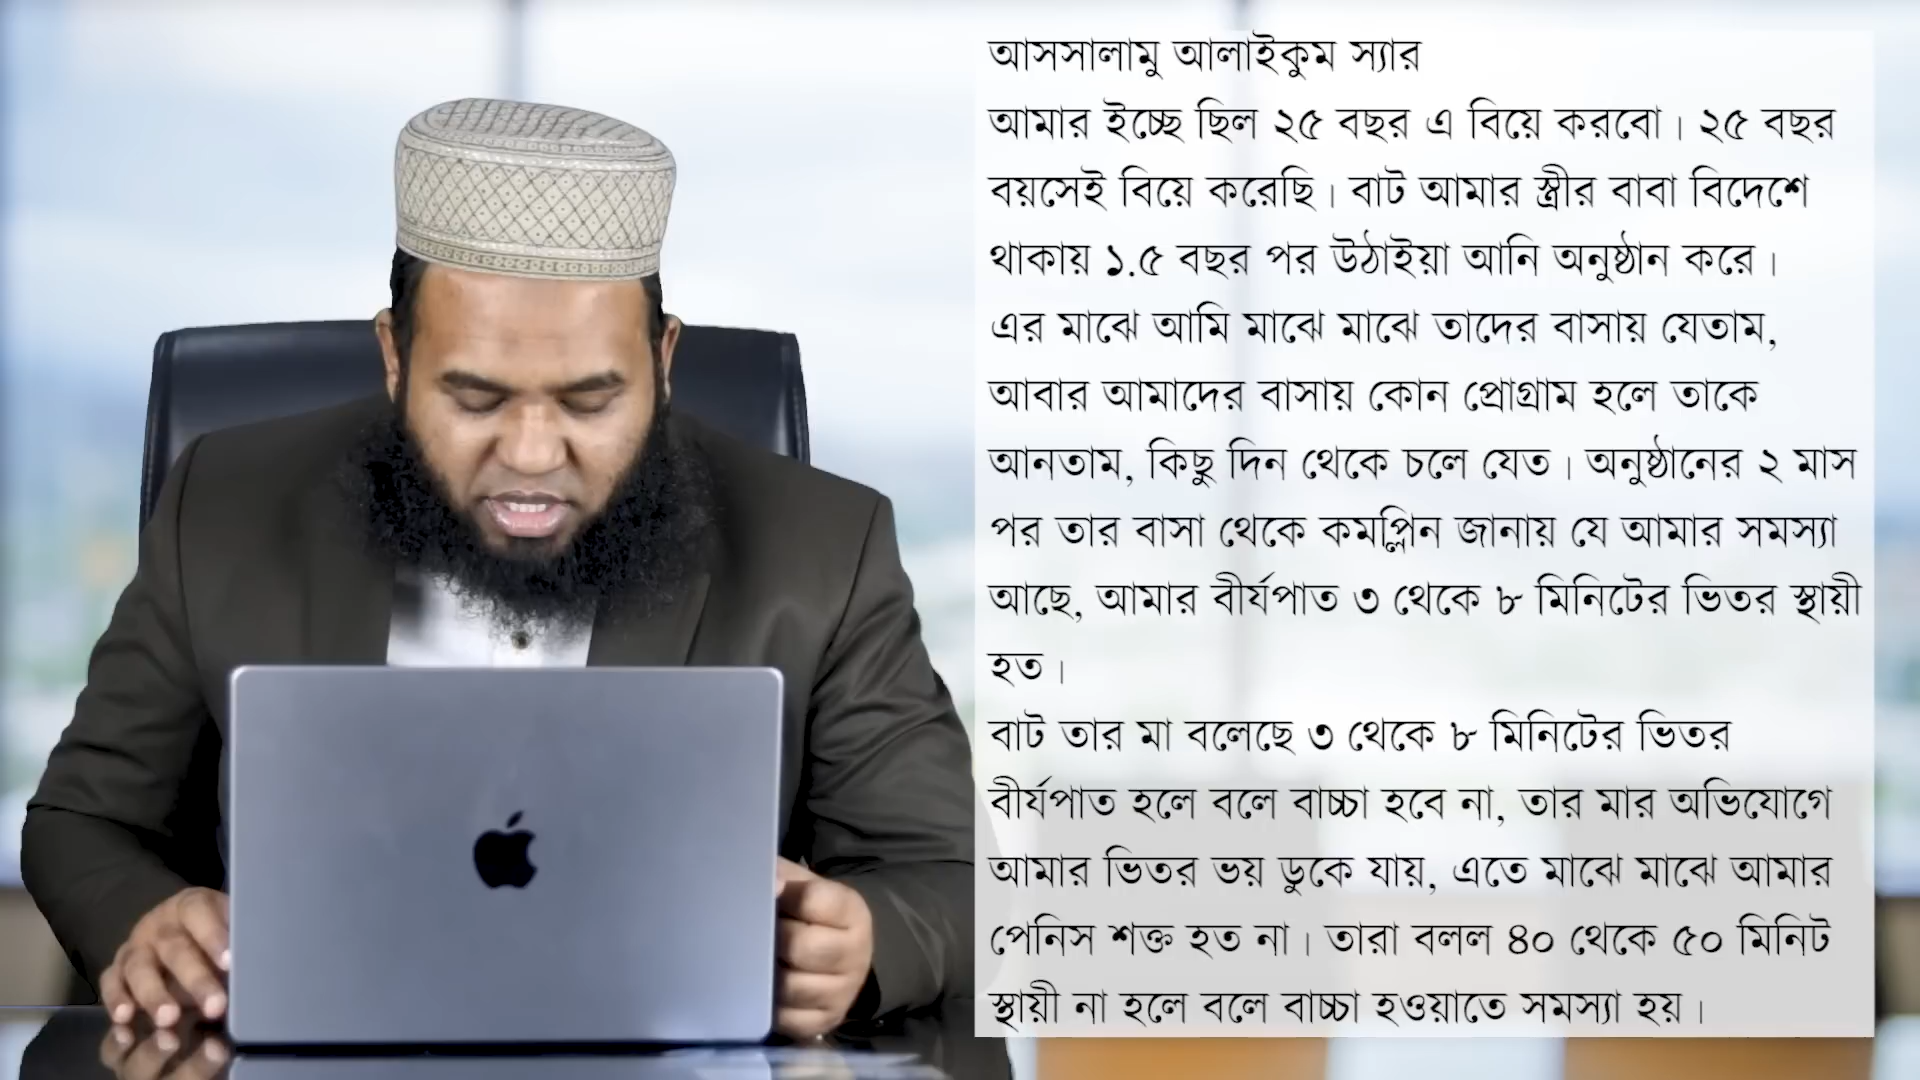 আসসালামু আলাইকুম স্যার
আমার ইচ্ছে ছিল ২৫ বছর এ বিয়ে করবো। ২৫ বছর
বয়সেই বিয়ে করেছি। বাট আমার স্ত্রীর বাবা বিদেশে
থাকায় ১.৫ বছর পর উঠাইয়া আনি অনুষ্ঠান করে।
এর মাঝে আমি মাঝে মাঝে তাদের বাসায় যেতাম,
আবার আমাদের বাসায় কোন প্রোগ্রাম হলে তাকে
আনতাম, কিছু দিন থেকে চলে যেত। অনুষ্ঠানের ২ মাস
পর তার বাসা থেকে কমপ্লিন জানায় যে আমার সমস্যা
আছে, আমার বীর্যপাত ৩ থেকে ৮ মিনিটের ভিতর স্থায়ী
হত।
বাট তার মা বলেছে ৩ থেকে ৮ মিনিটের ভিতর
বীর্যপাত হলে বলে বাচ্চা হবে না, তার মার অভিযোগে
আমার ভিতর ভয় ডুকে যায়, এতে মাঝে মাঝে আমার
পেনিস শক্ত হত না। তারা বলল ৪০ থেকে ৫০ মিনিট
স্থায়ী না হলে বলে বাচ্চা হওয়াতে সমস্যা হয়।